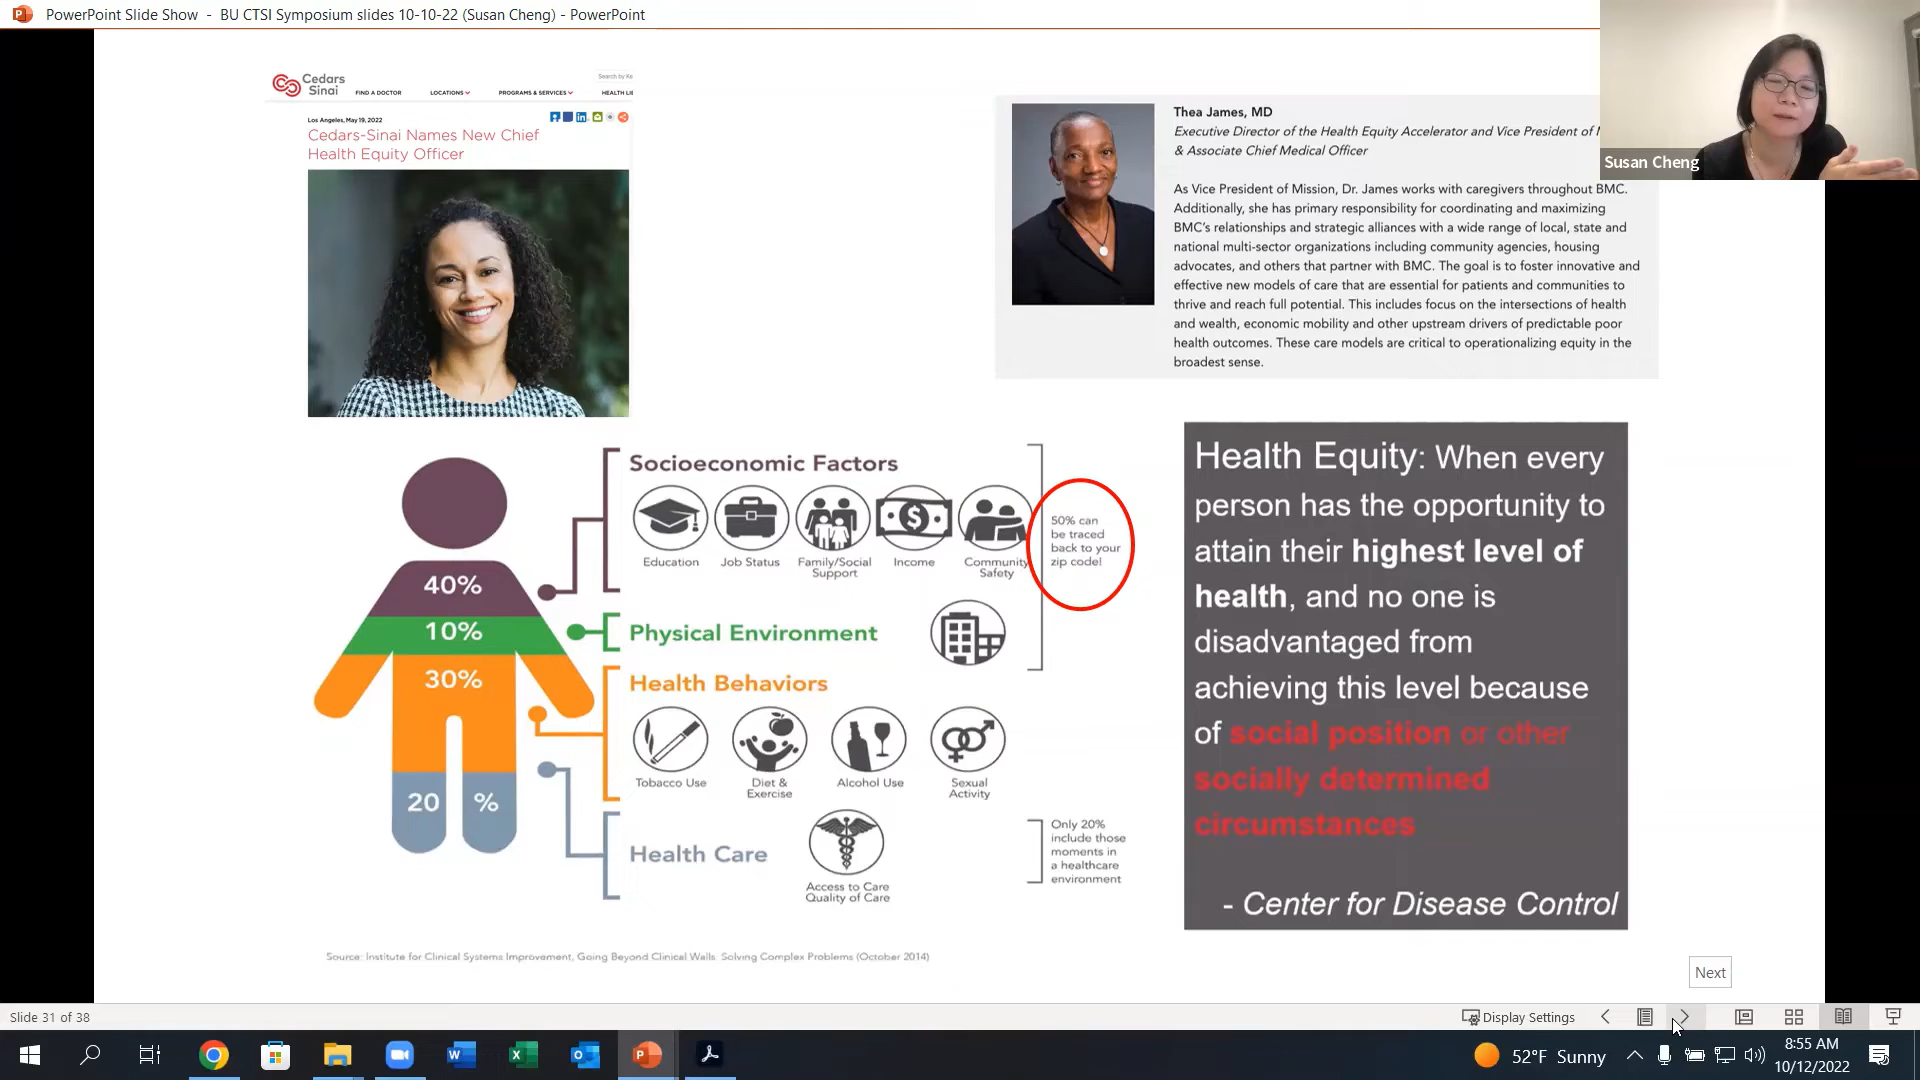 PowerPoint Slide Show - BU CTSI Symposium slides 10-10-22 (Susan Cheng) - PowerPoint
Cedars
Sinai
Search by Ke
FIND A DOCTOR
LOCATIONS
PROGRAMS & SERVICES
HEALTH LI
Los Angeles, May 19, 2022
Cedars-Sinai Names New Chief
Health Equity Officer
Thea James, MD
Executive Director of the Health Equity Accelerator and Vice President of
& Associate Chief Medical Officer
As Vice President of Mission, Dr. James works with caregivers throughout BMC.
Additionally, she has primary responsibility for coordinating and maximizing
BMC's relationships and strategic alliances with a wide range of local, state and
national multi-sector organizations including community agencies, housing
advocates, and others that partner with BMC. The goal is to foster innovative and
effective new models of care that are essential for patients and communities to
thrive and reach full potential. This includes focus on the intersections of health
and wealth, economic mobility and other upstream drivers of predictable poor
health outcomes. These care models are critical to operationalizing equity in the
broadest sense.
Susan Cheng
40%
10%
30%
20 %
Socioeconomic Factors
Education
Job Status
Family/Social
Support
Income
Community
Safety
50% can
be traced
back to your
zip code!
Physical Environment
Health Behaviors
Tobacco Use
Diet &
Exercise
Alcohol Use
Sexual
Activity
Health Care
Access to Care
Quality of Care
Only 20%
include those
moments in
a healthcare
environment
Source: Institute for Clinical Systems Improvement, Going Beyond Clinical Walls. Solving Complex Problems (October 2014)
Health Equity: When every
person has the opportunity to
attain their highest level of
health, and no one is
disadvantaged from
achieving this level because
of social position or other
socially determined
circumstances
- Center for Disease Control
Next
Slide 31 of 38
Display Settings
52°F Sunny
8:55 AM
10/12/2022